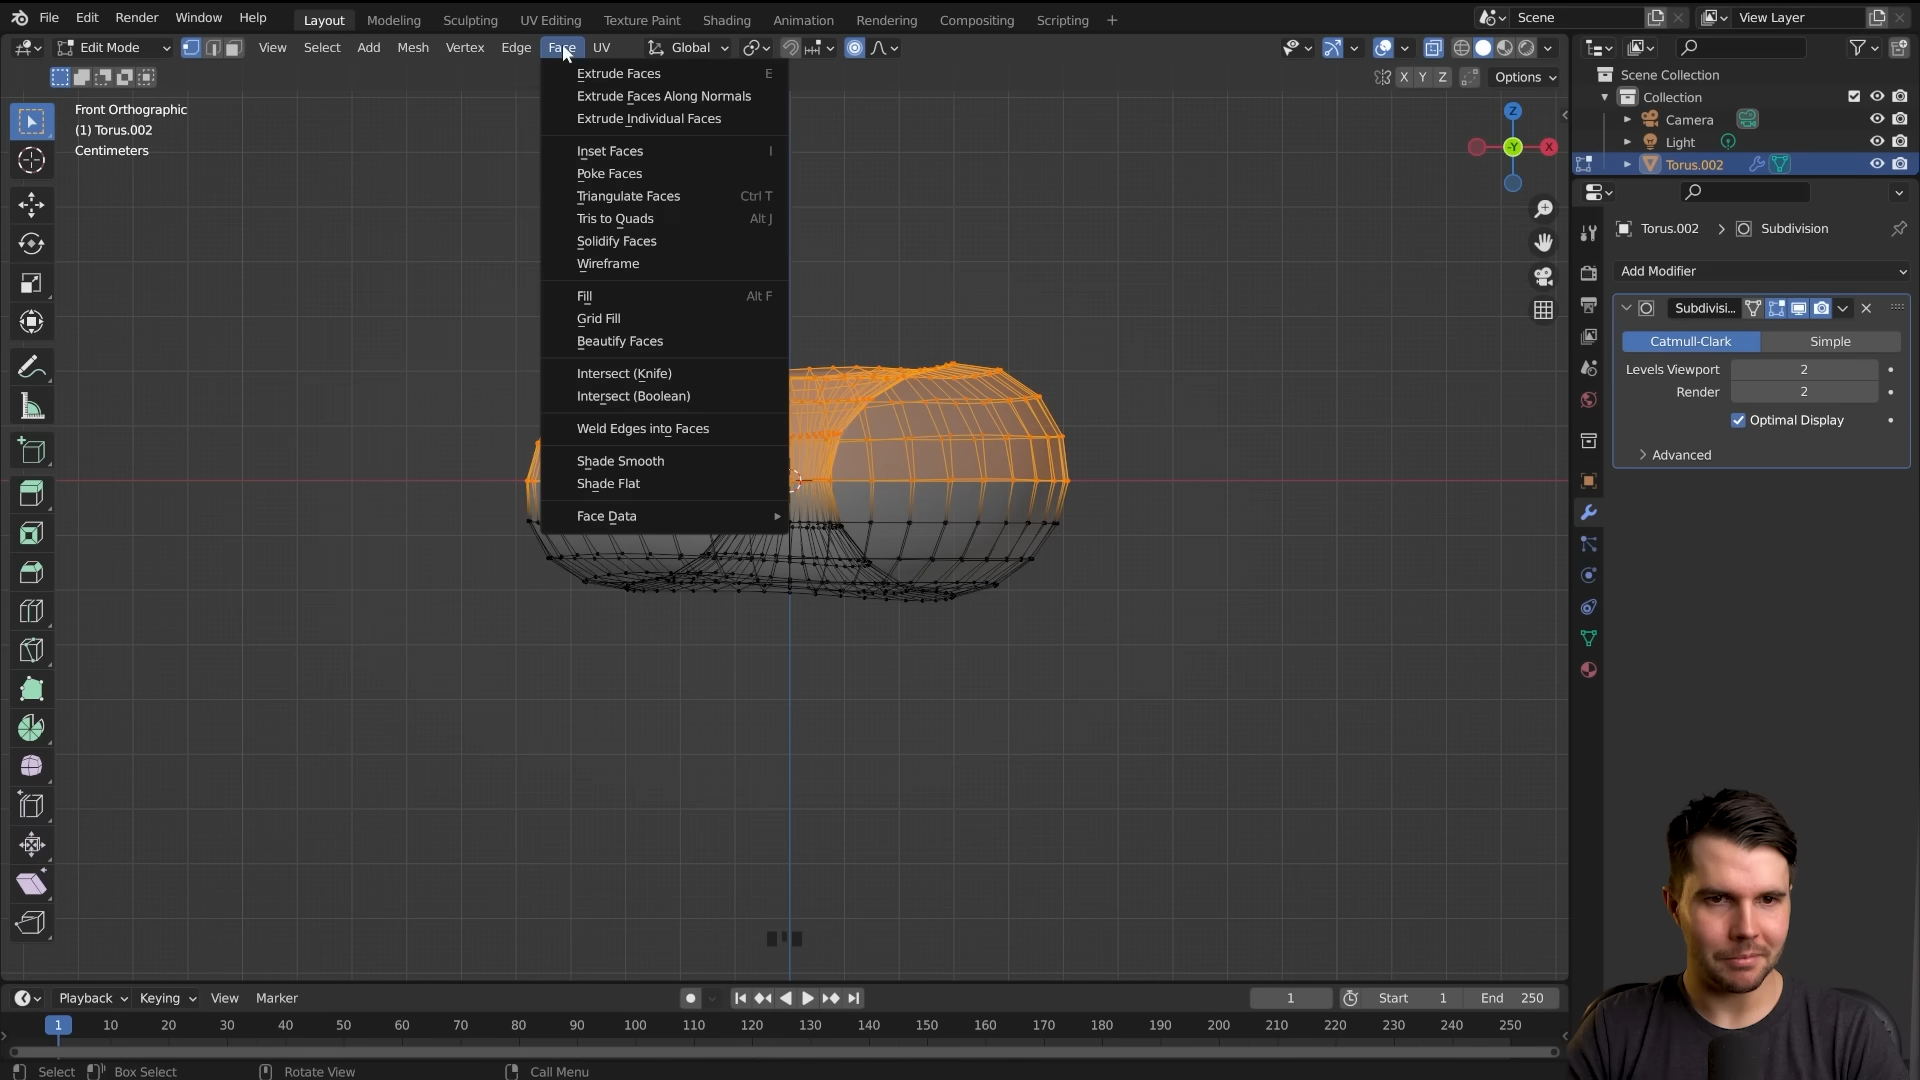 File Edit Render Window Help Layout Modeling Sculpting UV Editing Texture Paint Shading Animation Rendering Compositing Scripting + Scene View Layer
Edit Mode View Select Add Mesh Vertex Edge Face UV Global
X Y Z Options
Front Orthographic
(1) Torus.002
Centimeters
Extrude Faces E
Extrude Faces Along Normals
Extrude Individual Faces
Inset Faces I
Poke Faces
Triangulate Faces Ctrl T
Tris to Quads Alt J
Solidify Faces
Wireframe
Fill Alt F
Grid Fill
Beautify Faces
Intersect (Knife)
Intersect (Boolean)
Weld Edges into Faces
Shade Smooth
Shade Flat
Face Data
Z
-Y X
Scene Collection
Collection
Camera
Light
Torus.002
Torus.002 Subdivision
Add Modifier
Subdivisi...
Catmull-Clark Simple
Levels Viewport 2
Render 2
Optimal Display
Advanced
Playback Keying View Marker 1 Start 1 End 250
1 10 20 30 40 50 60 70 80 90 100 110 120 130 140 150 160 170 180 190 200 210 220 230 240 250
Select Box Select Rotate View Call Menu